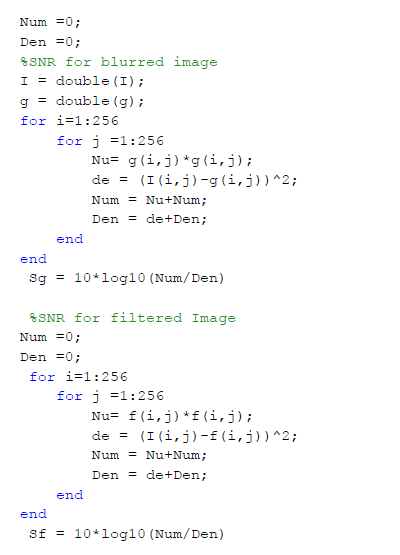 Num =0;
Den =0;
%SNR for blurred image
I = double(I);
g = double(g);
for i=1:256
    for j =1:256
        Nu= g(i,j)*g(i,j);
        de = (I(i,j)-g(i,j))^2;
        Num = Nu+Num;
        Den = de+Den;
    end
end
 Sg = 10*log10(Num/Den)

 %SNR for filtered Image
Num =0;
Den =0;
 for i=1:256
    for j =1:256
        Nu= f(i,j)*f(i,j);
        de = (I(i,j)-f(i,j))^2;
        Num = Nu+Num;
        Den = de+Den;
    end
end
 Sf = 10*log10(Num/Den)